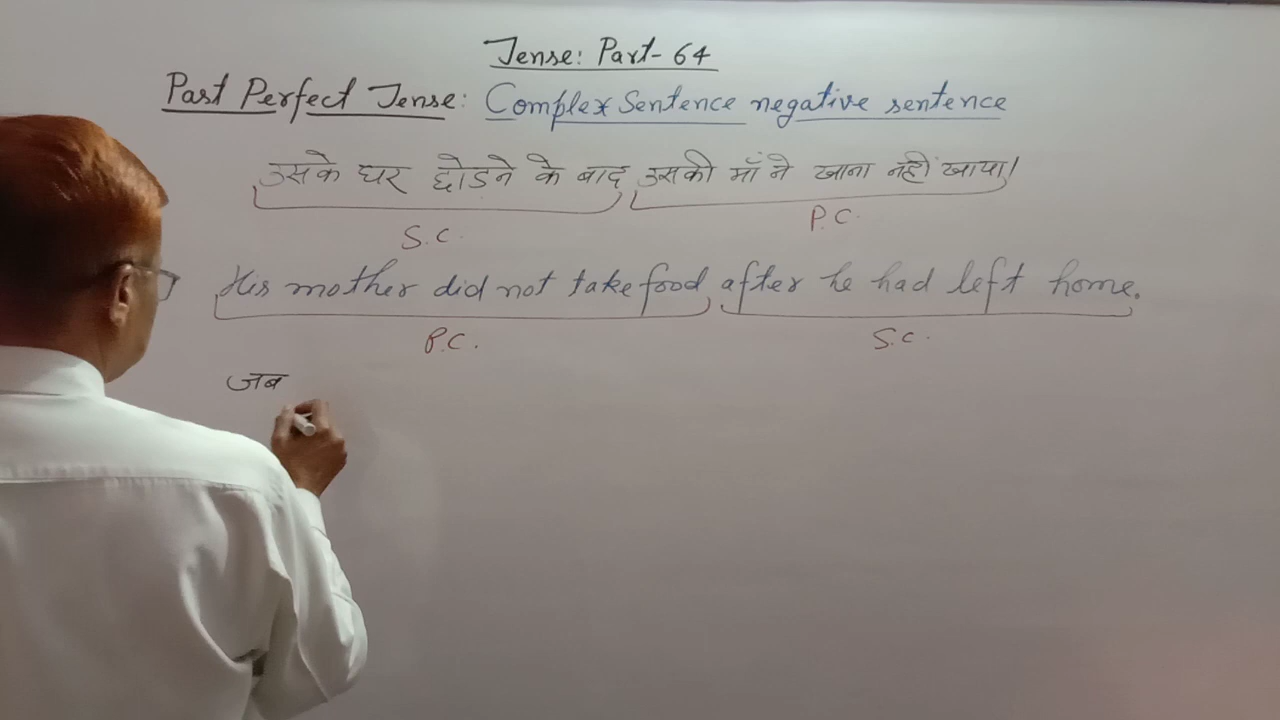 Tense: Part- 64
Past Perfect Tense: Complex Sentence negative sentence
उसके घर छोडने के बाद उसकी माँ ने खाना नहीं खाया।
S.C. P.C.
His mother did not take food after he had left home.
P.C. S.C.
जब